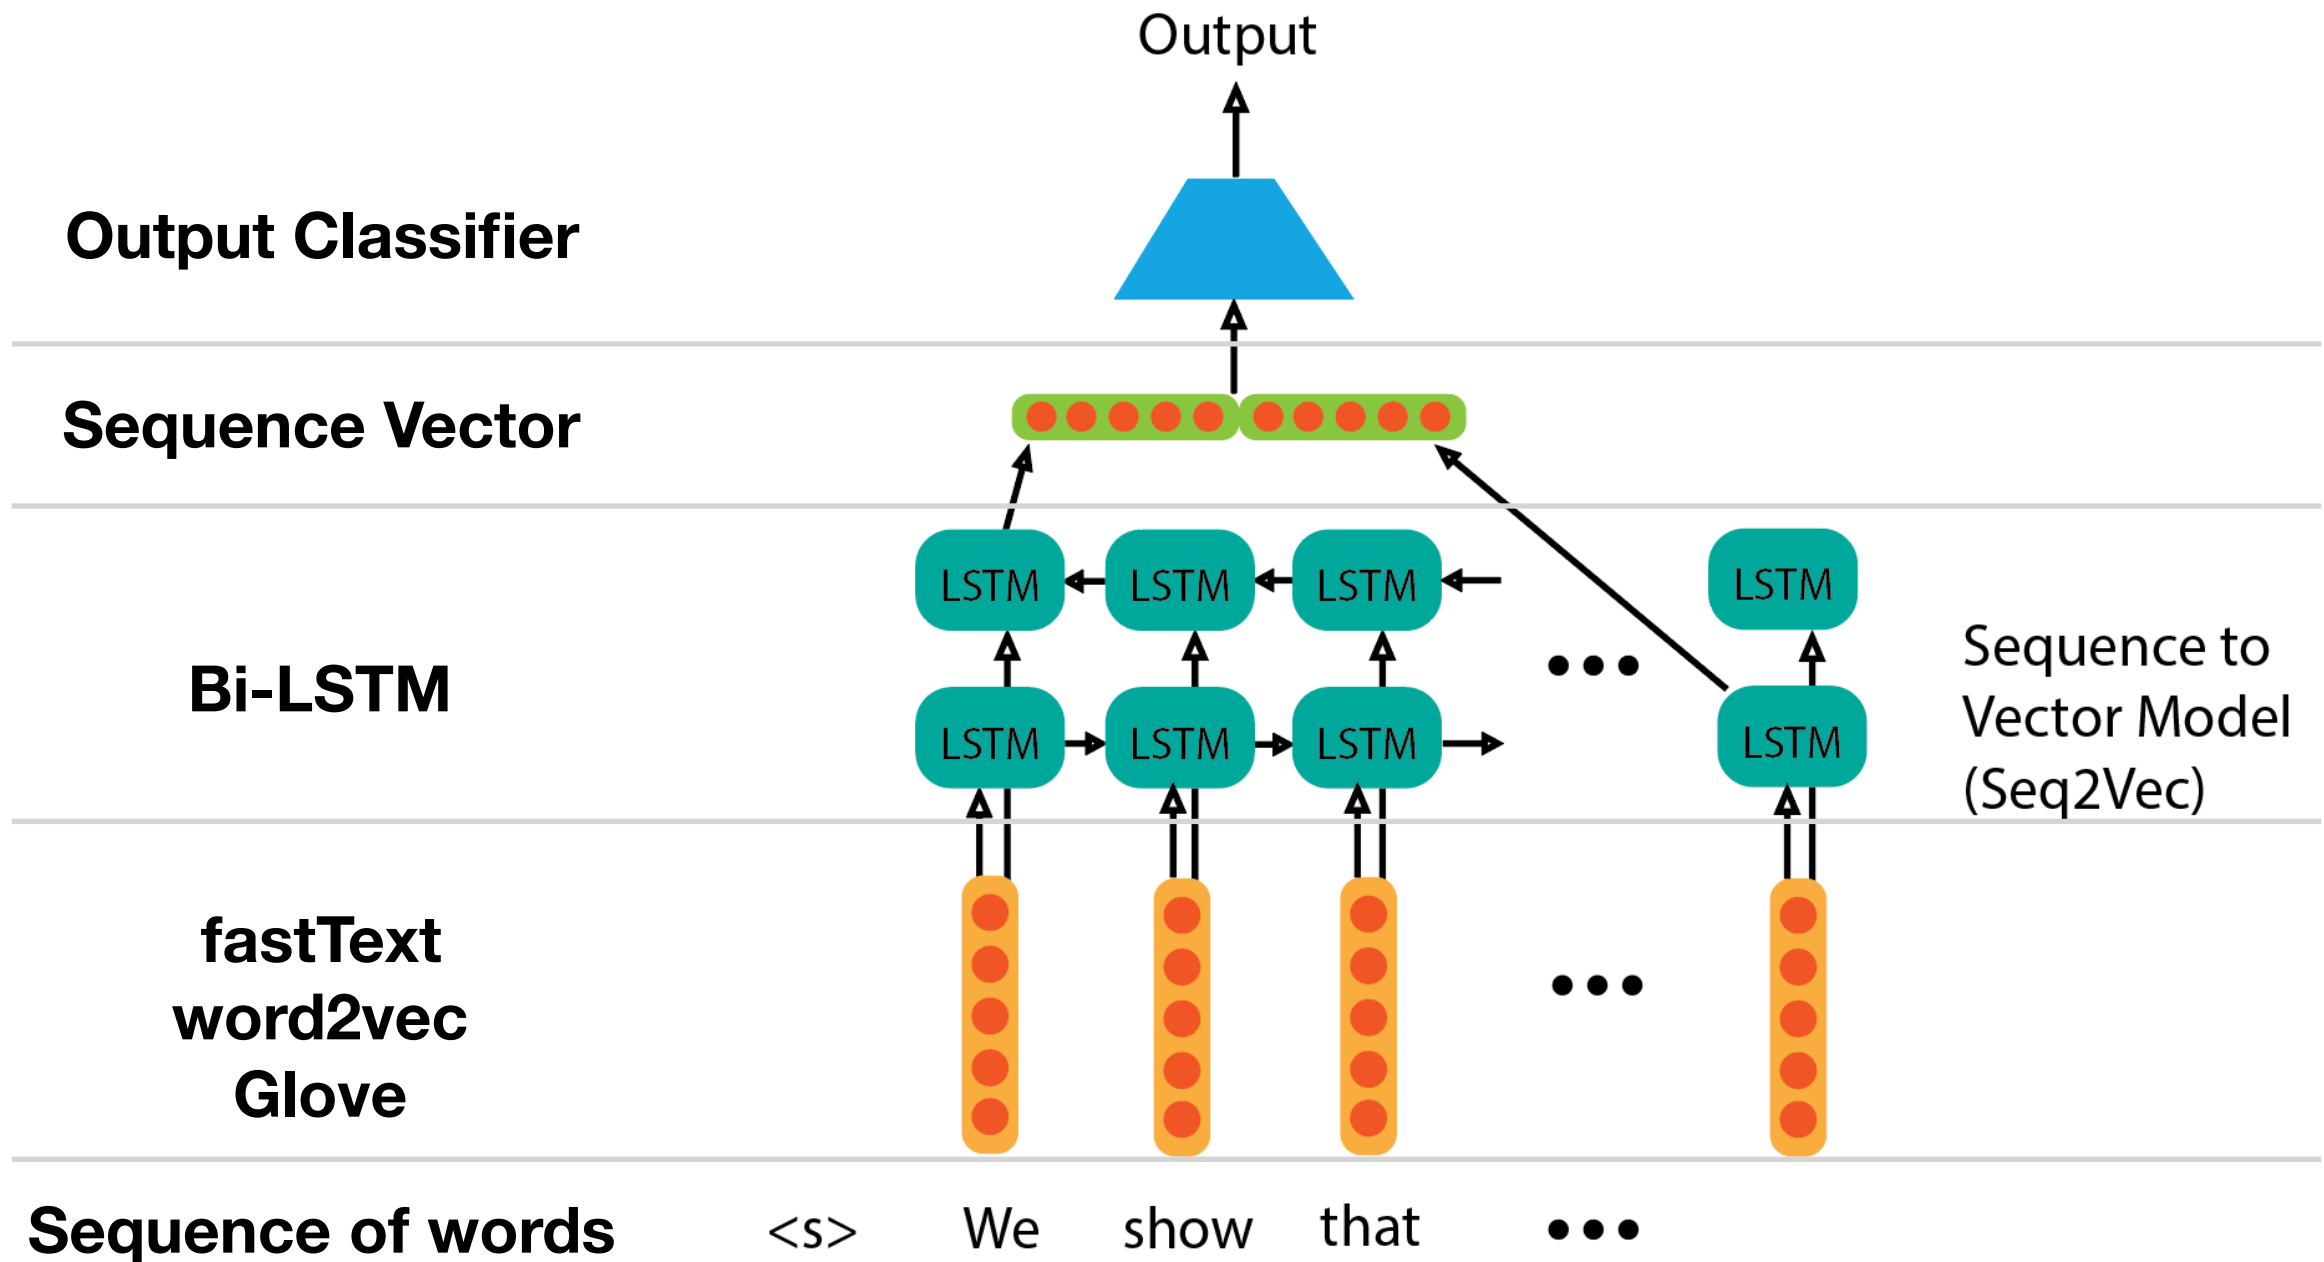 Output
Output Classifier
Sequence Vector
LSTM LSTM LSTM LSTM
Bi-LSTM
LSTM LSTM LSTM LSTM
Sequence to
Vector Model
(Seq2Vec)
fastText
word2vec
Glove
Sequence of words <s> We show that •••